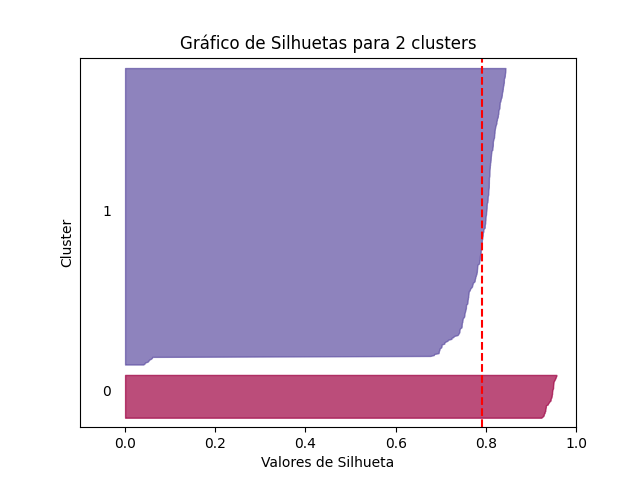 Gráfico de Silhuetas para 2 clusters
Cluster
1
0
0.0 0.2 0.4 0.6 0.8 1.0
Valores de Silhueta